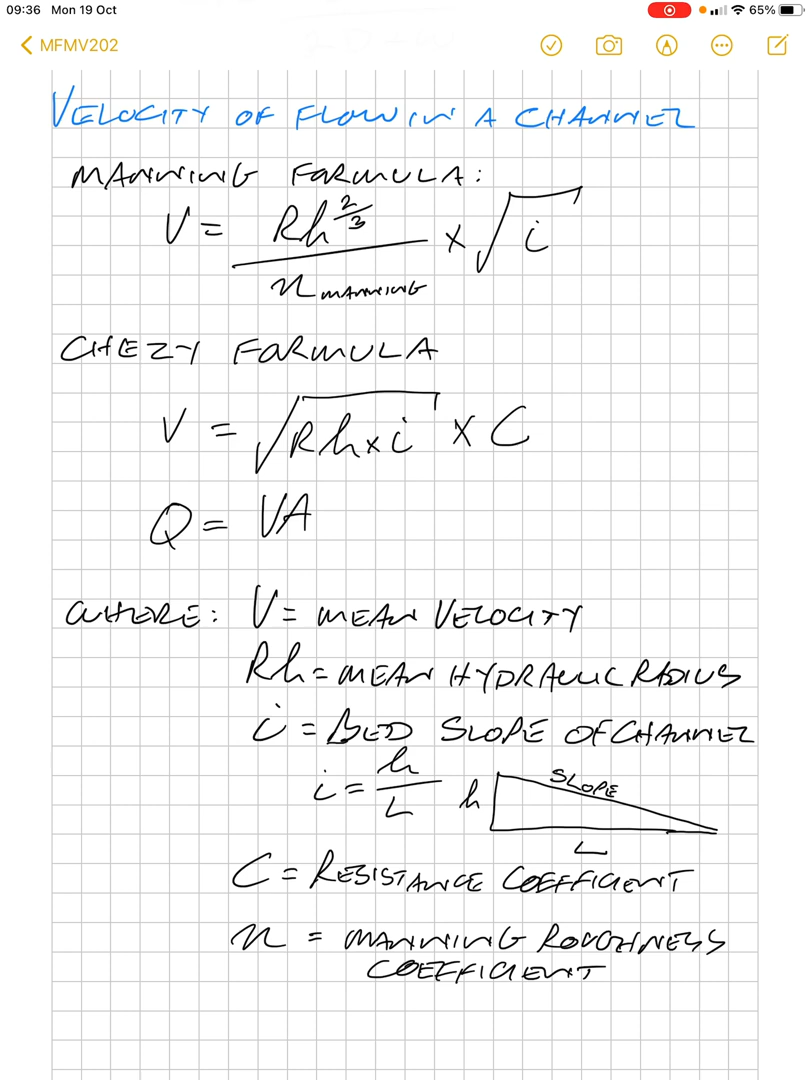 09:36 Mon 19 Oct 65%
MFMV202
VELOCITY OF FLOW IN A CHANNEL
MANNING FORMULA:
V = Rh^(2/3) / n MANNING × √i
CHEZY FORMULA
V = √(Rh × i) × C
Q = VA
WHERE: V = MEAN VELOCITY
Rh = MEAN HYDRAULIC RADIUS
i = BED SLOPE OF CHANNEL
i = h/L h SLOPE
L
C = RESISTANCE COEFFICIENT
n = MANNING ROUGHNESS
COEFFICIENT